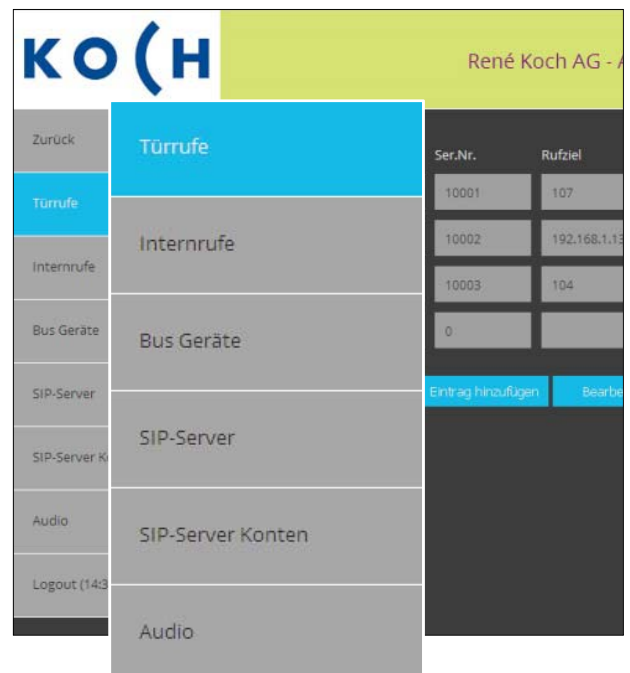 KOCH
René Koch AG -
Zurück
Türrufe
Internrufe
Bus Geräte
SIP-Server
SIP-Server
Audio
Logout (14:3
Türrufe
Internrufe
Bus Geräte
SIP-Server
SIP-Server Konten
Audio
Ser.Nr. Rufziel
10001 107
10002 192.168.1.13
10003 104
0
Eintrag hinzufügen Bearbe